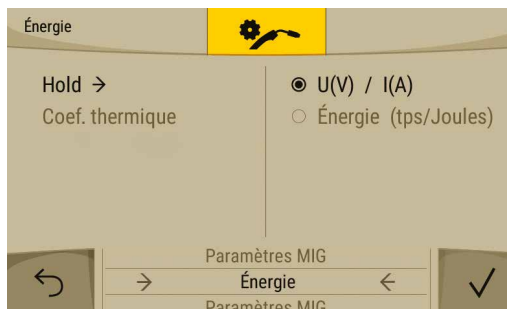 Énergie
Hold →
Coef. thermique
U(V) / I(A)
Énergie (tps/Joules)
Paramètres MIG
→ Énergie ←
Paramètres MIG